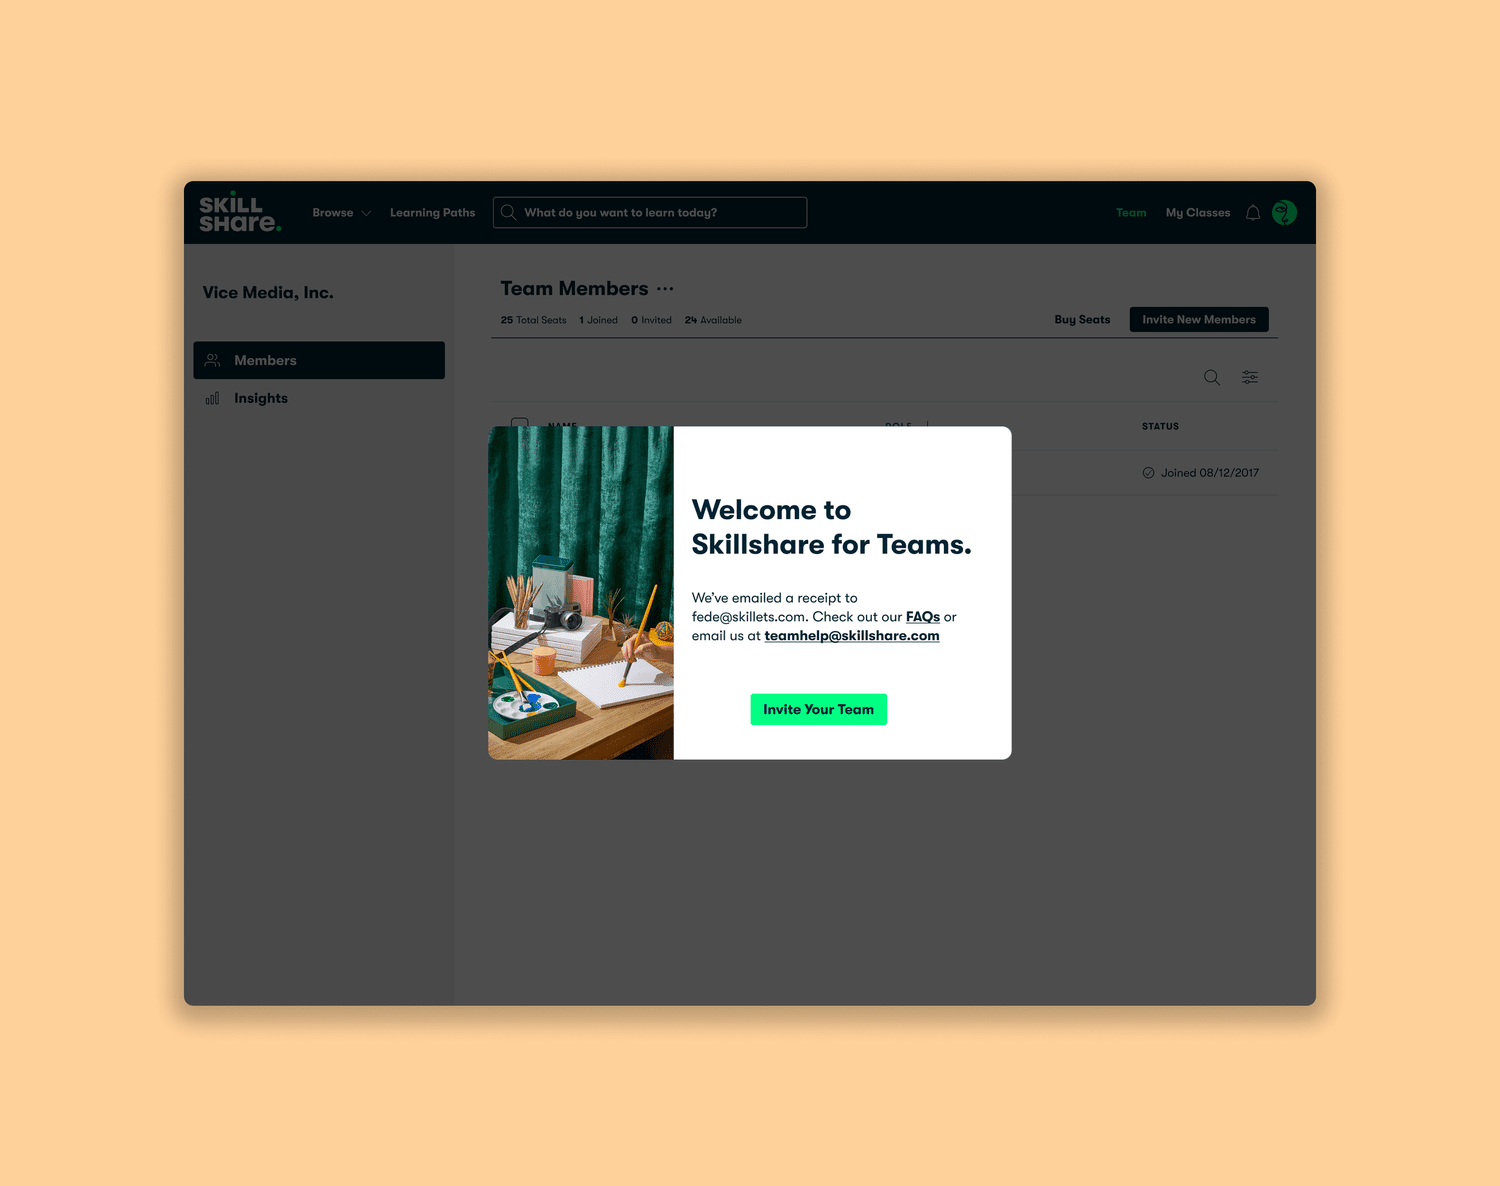 SKILL
SHare.
Browse
Learning Paths
What do you want to learn today?
Team
My Classes
Vice Media, Inc.
Members
Insights
Team Members ...
25 Total Seats 1 Joined 0 Invited 24 Available
Buy Seats
Invite New Members
NAME
ROLE
STATUS
Joined 08/12/2017
Welcome to
Skillshare for Teams.
We’ve emailed a receipt to
fede@skillets.com. Check out our FAQs or
email us at teamhelp@skillshare.com
Invite Your Team